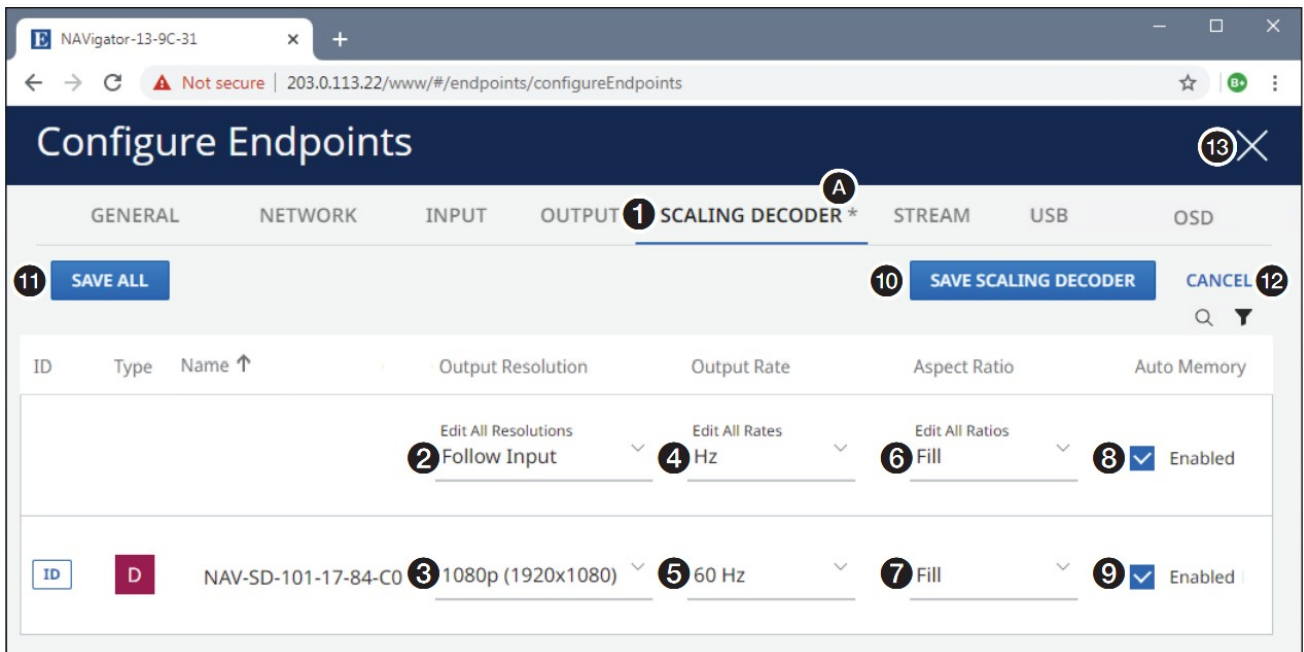 E NAVigator-13-9C-31 × +
Not secure | 203.0.113.22/www/#/endpoints/configureEndpoints B+
Configure Endpoints 13
A
GENERAL NETWORK INPUT OUTPUT 1 SCALING DECODER * STREAM USB OSD
11 SAVE ALL 10 SAVE SCALING DECODER CANCEL 12
ID Type Name ↑ Output Resolution Output Rate Aspect Ratio Auto Memory
Edit All Resolutions Edit All Rates Edit All Ratios
2 Follow Input 4 Hz 6 Fill 8 Enabled
ID D NAV-SD-101-17-84-C0 3 1080p (1920x1080) 5 60 Hz 7 Fill 9 Enabled